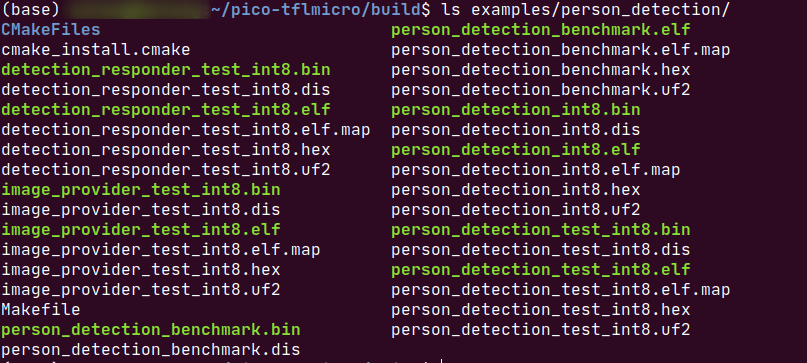 (base) ~/pico-tflmicro/build$ ls examples/person_detection/
CMakeFiles person_detection_benchmark.elf
cmake_install.cmake person_detection_benchmark.elf.map
detection_responder_test_int8.bin person_detection_benchmark.hex
detection_responder_test_int8.dis person_detection_benchmark.uf2
detection_responder_test_int8.elf person_detection_int8.bin
detection_responder_test_int8.elf.map person_detection_int8.dis
detection_responder_test_int8.hex person_detection_int8.elf
detection_responder_test_int8.uf2 person_detection_int8.elf.map
image_provider_test_int8.bin person_detection_int8.hex
image_provider_test_int8.dis person_detection_int8.uf2
image_provider_test_int8.elf person_detection_test_int8.bin
image_provider_test_int8.elf.map person_detection_test_int8.dis
image_provider_test_int8.hex person_detection_test_int8.elf
image_provider_test_int8.uf2 person_detection_test_int8.elf.map
Makefile person_detection_test_int8.hex
person_detection_benchmark.bin person_detection_test_int8.uf2
person_detection_benchmark.dis